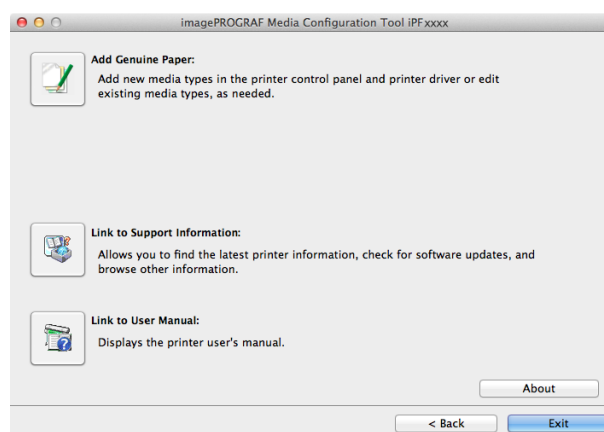 imagePROGRAF Media Configuration Tool iPFxxxx
Add Genuine Paper:
Add new media types in the printer control panel and printer driver or edit
existing media types, as needed.
Link to Support Information:
Allows you to find the latest printer information, check for software updates, and
browse other information.
Link to User Manual:
Displays the printer user's manual.
About
< Back
Exit